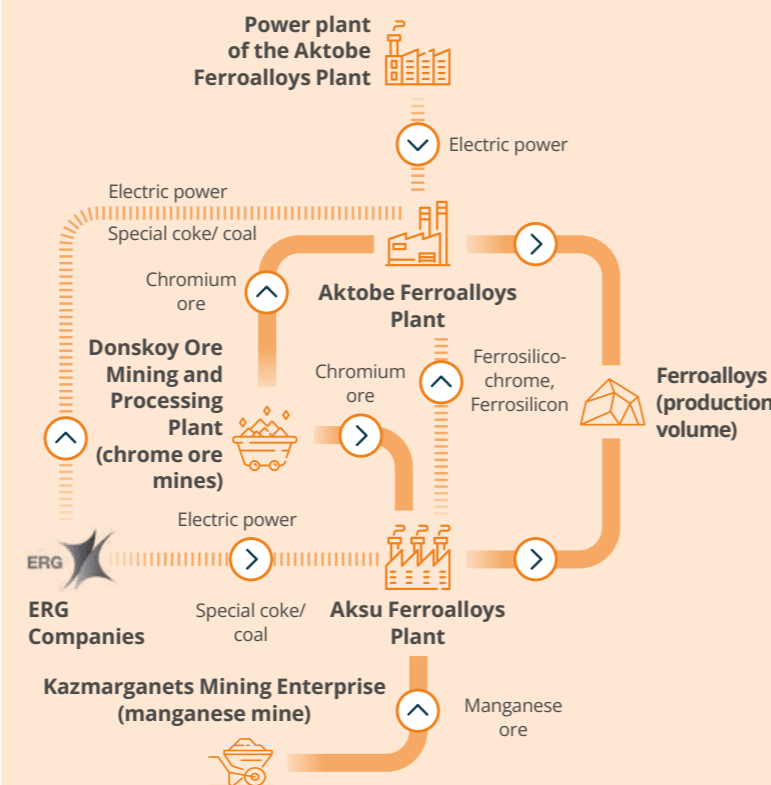 Power plant
of the Aktobe
Ferroalloys Plant
Electric power
Electric power
Special coke/ coal
Chromium
ore
Aktobe Ferroalloys
Plant
Donskoy Ore
Mining and
Processing
Plant
(chrome ore
mines)
Chromium
ore
Ferrosilico-
chrome,
Ferrosilicon
Ferroalloys
(production
volume)
Electric power
ERG
ERG
Companies
Special coke/
coal
Aksu Ferroalloys
Plant
Kazmarganets Mining Enterprise
(manganese mine)
Manganese
ore